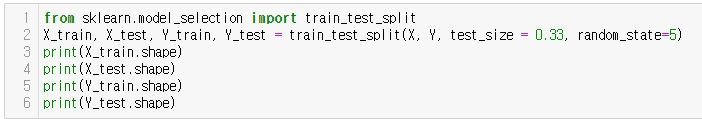 1 from sklearn.model_selection import train_test_split
2 X_train, X_test, Y_train, Y_test = train_test_split(X, Y, test_size = 0.33, random_state=5)
3 print(X_train.shape)
4 print(X_test.shape)
5 print(Y_train.shape)
6 print(Y_test.shape)